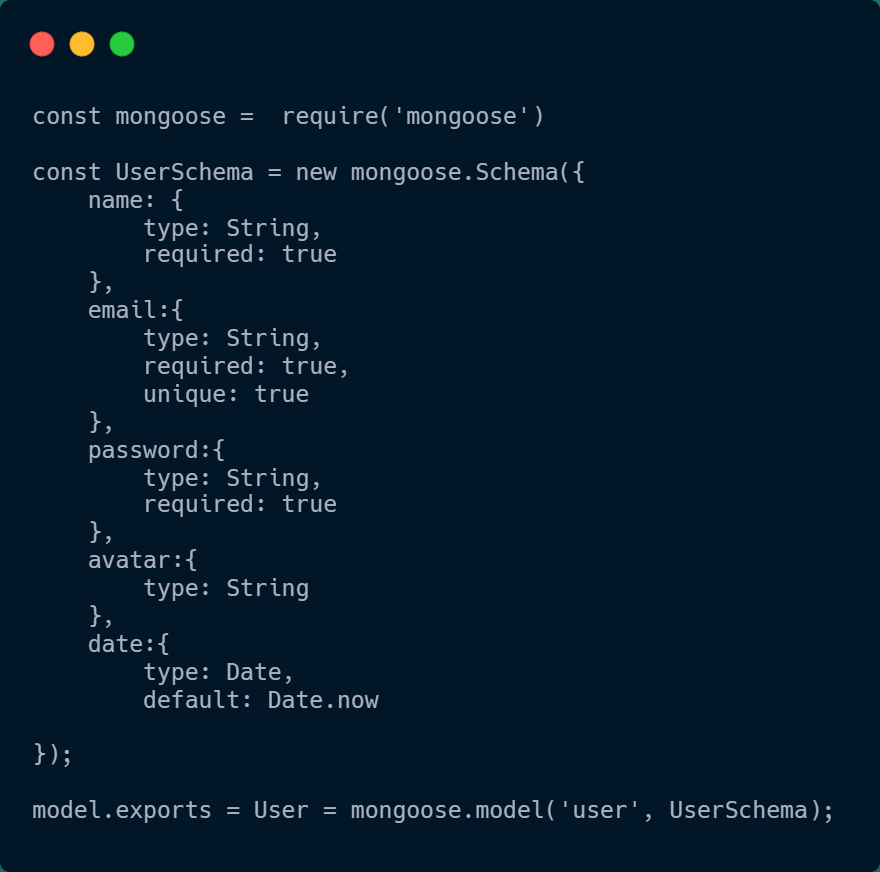 const mongoose =  require('mongoose')

const UserSchema = new mongoose.Schema({
    name: {
        type: String,
        required: true
    },
    email:{
        type: String,
        required: true,
        unique: true
    },
    password:{
        type: String,
        required: true
    },
    avatar:{
        type: String
    },
    date:{
        type: Date,
        default: Date.now

});

model.exports = User = mongoose.model('user', UserSchema);